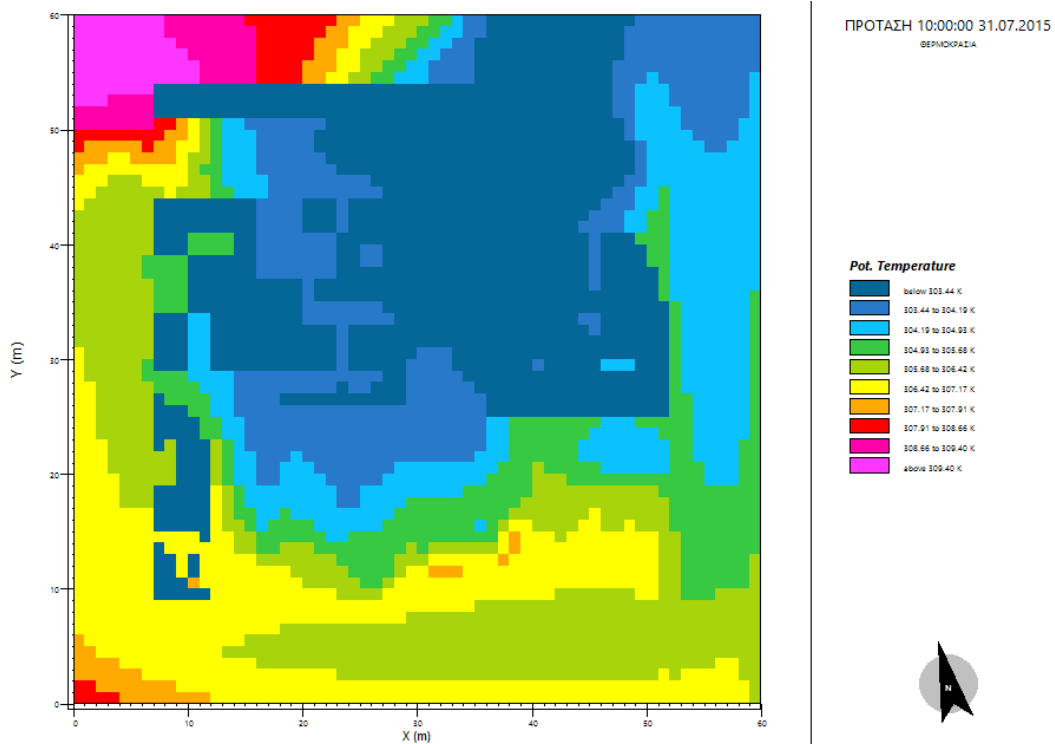 ΠΡΟΤΑΣΗ 10:00:00 31.07.2015
ΘΕΡΜΟΚΡΑΣΙΑ
60
50
40
30
20
10
0
Y (m)
0 10 20 30 40 50 60
X (m)
Pot. Temperature
below 303.44 K
303.44 to 304.19 K
304.19 to 304.93 K
304.93 to 305.68 K
305.68 to 306.42 K
306.42 to 307.17 K
307.17 to 307.91 K
307.91 to 308.66 K
308.66 to 309.40 K
above 309.40 K
N